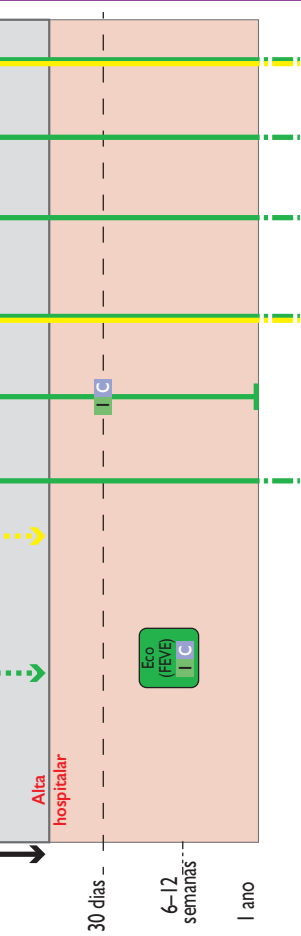 I C
Eco
(FEVE)
I C
Alta
hospitalar
30 dias
6–12
semanas
1 ano